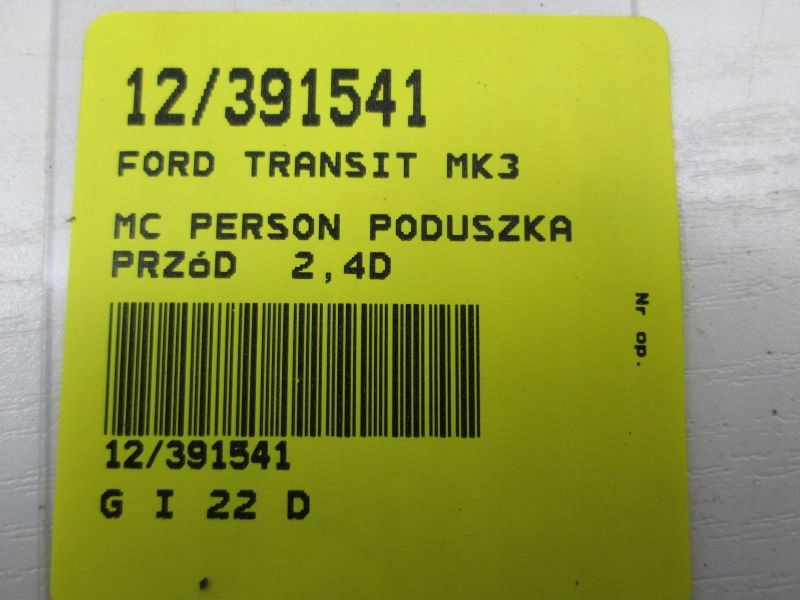 12/391541
FORD TRANSIT MK3
MC PERSON PODUSZKA
PRZóD 2,4D
Nr op.
12/391541
G I 22 D